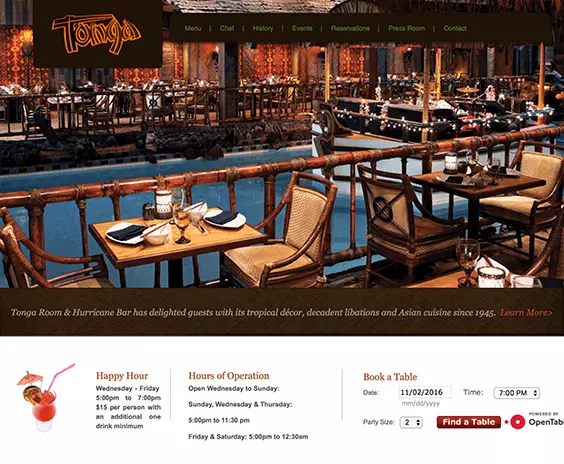 Tonga
Menu | Chef | History | Events | Reservations | Press Room | Contact
Tonga Room & Hurricane Bar has delighted guests with its tropical décor, decadent libations and Asian cuisine since 1945. Learn More>
Happy Hour
Wednesday - Friday
5:00pm to 7:00pm
$15 per person with
an additional one
drink minimum
Hours of Operation
Open Wednesday to Sunday:
Sunday, Wednesday & Thursday:
5:00pm to 11:30 pm
Friday & Saturday: 5:00pm to 12:30am
Book a Table
Date: 11/02/2016 Time: 7:00 PM
mm/dd/yyyy
Party Size: 2 Find a Table POWERED BY
OpenTabl